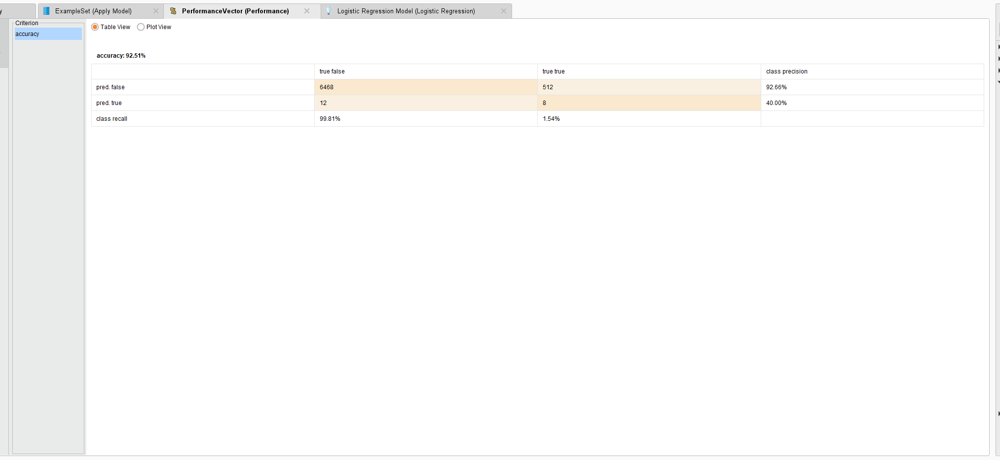 y ExampleSet (Apply Model) PerformanceVector (Performance) Logistic Regression Model (Logistic Regression)
Criterion
accuracy
Table View Plot View
accuracy: 92.51%
true false true true class precision
pred. false 6468 512 92.66%
pred. true 12 8 40.00%
class recall 99.81% 1.54%